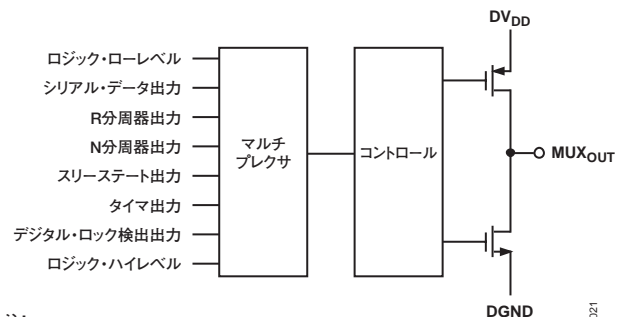 DVDD
ロジック・ローレベル
シリアル・データ出力
R分周器出力
N分周器出力
スリーステート出力
タイマ出力
デジタル・ロック検出出力
ロジック・ハイレベル
マルチ
プレクサ
コントロール
MUXOUT
DGND
021